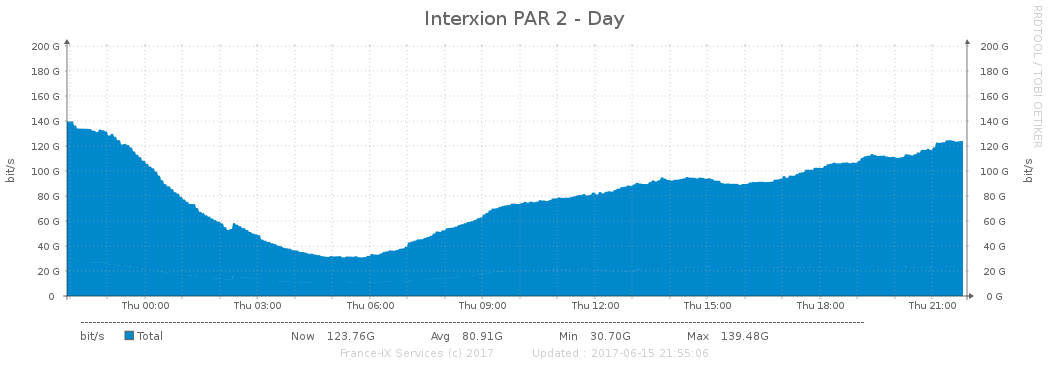 Interxion PAR 2 - Day
RRDTOOL / TOBI OETIKER
200 G 200 G
180 G 180 G
160 G 160 G
140 G 140 G
120 G 120 G
100 G 100 G
80 G 80 G
60 G 60 G
40 G 40 G
20 G 20 G
0 0 G
bit/s bit/s
Thu 00:00 Thu 03:00 Thu 06:00 Thu 09:00 Thu 12:00 Thu 15:00 Thu 18:00 Thu 21:00
bit/s Total Now 123.76G Avg 80.91G Min 30.70G Max 139.48G
France-IX Services (c) 2017 Updated : 2017-06-15 21:55:06